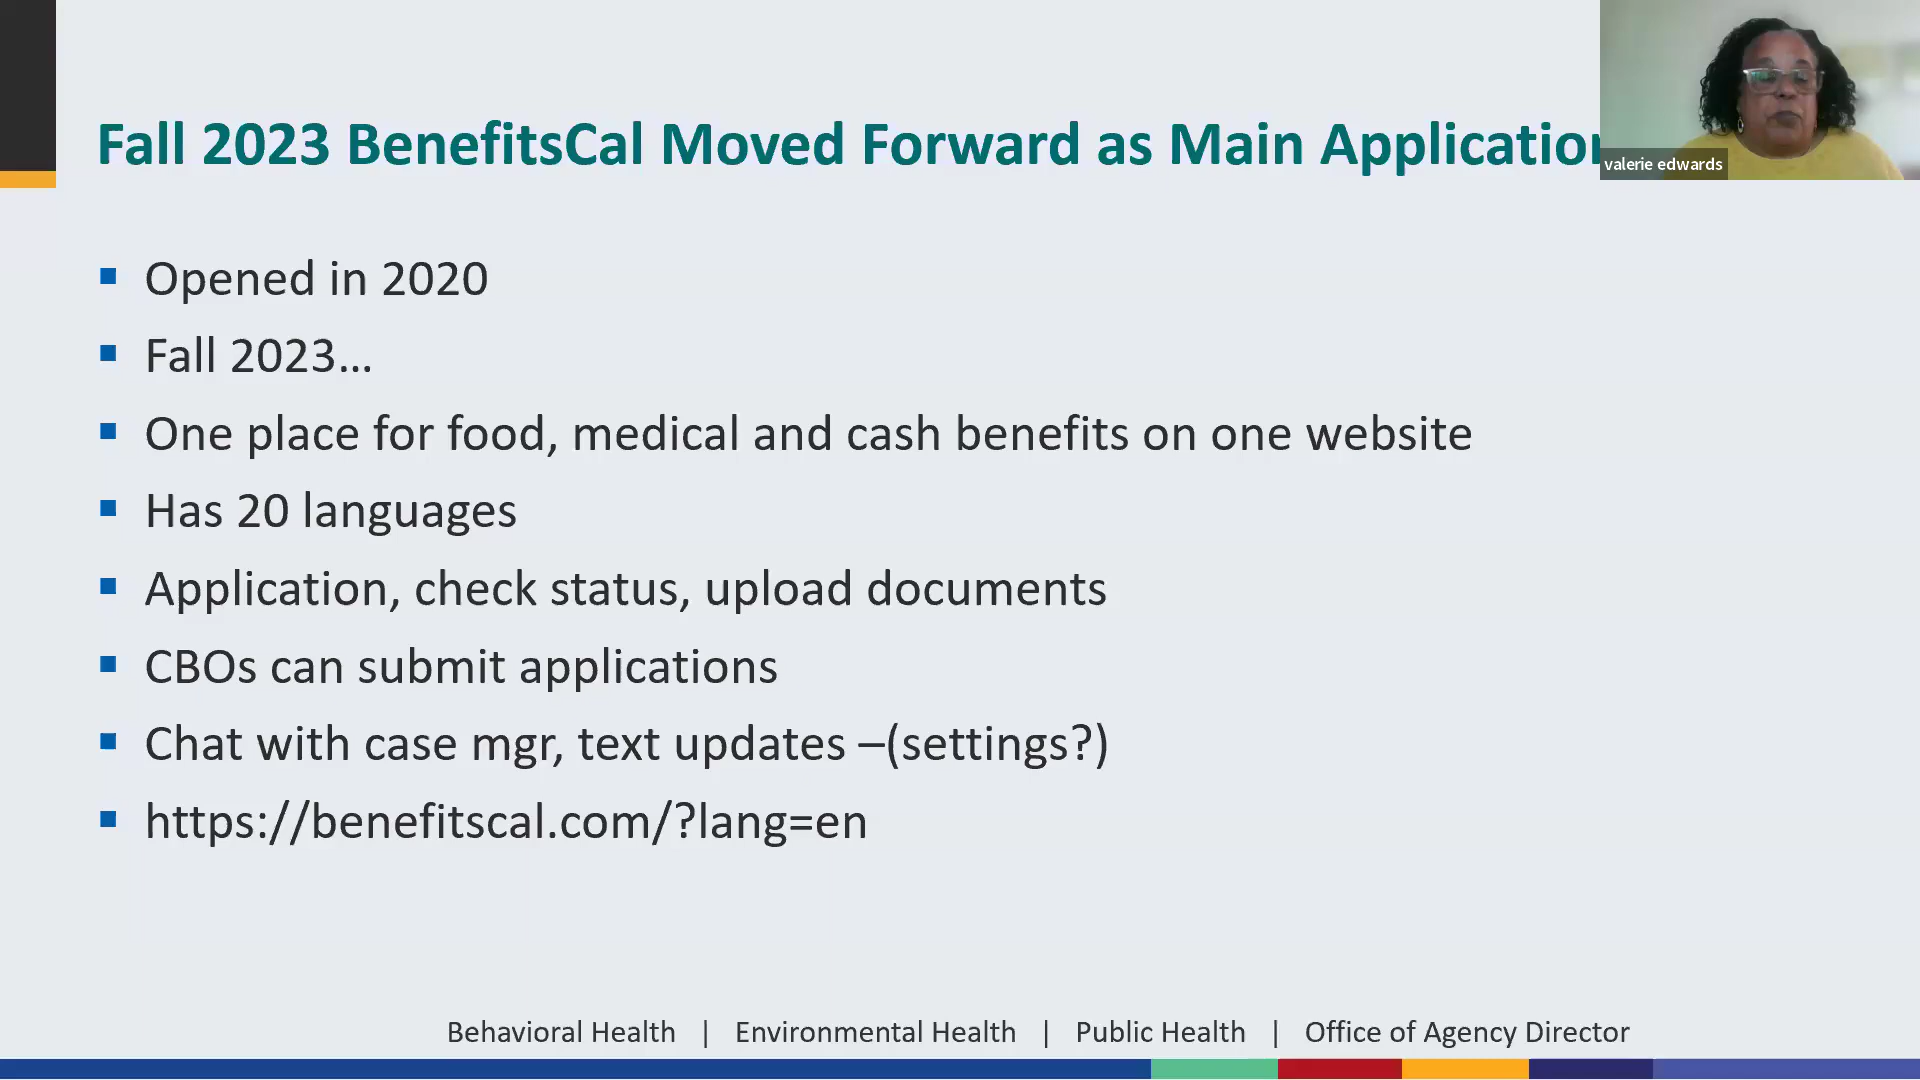 Fall 2023 BenefitsCal Moved Forward as Main Application
valerie edwards
Opened in 2020
Fall 2023…
One place for food, medical and cash benefits on one website
Has 20 languages
Application, check status, upload documents
CBOs can submit applications
Chat with case mgr, text updates –(settings?)
https://benefitscal.com/?lang=en
Behavioral Health | Environmental Health | Public Health | Office of Agency Director